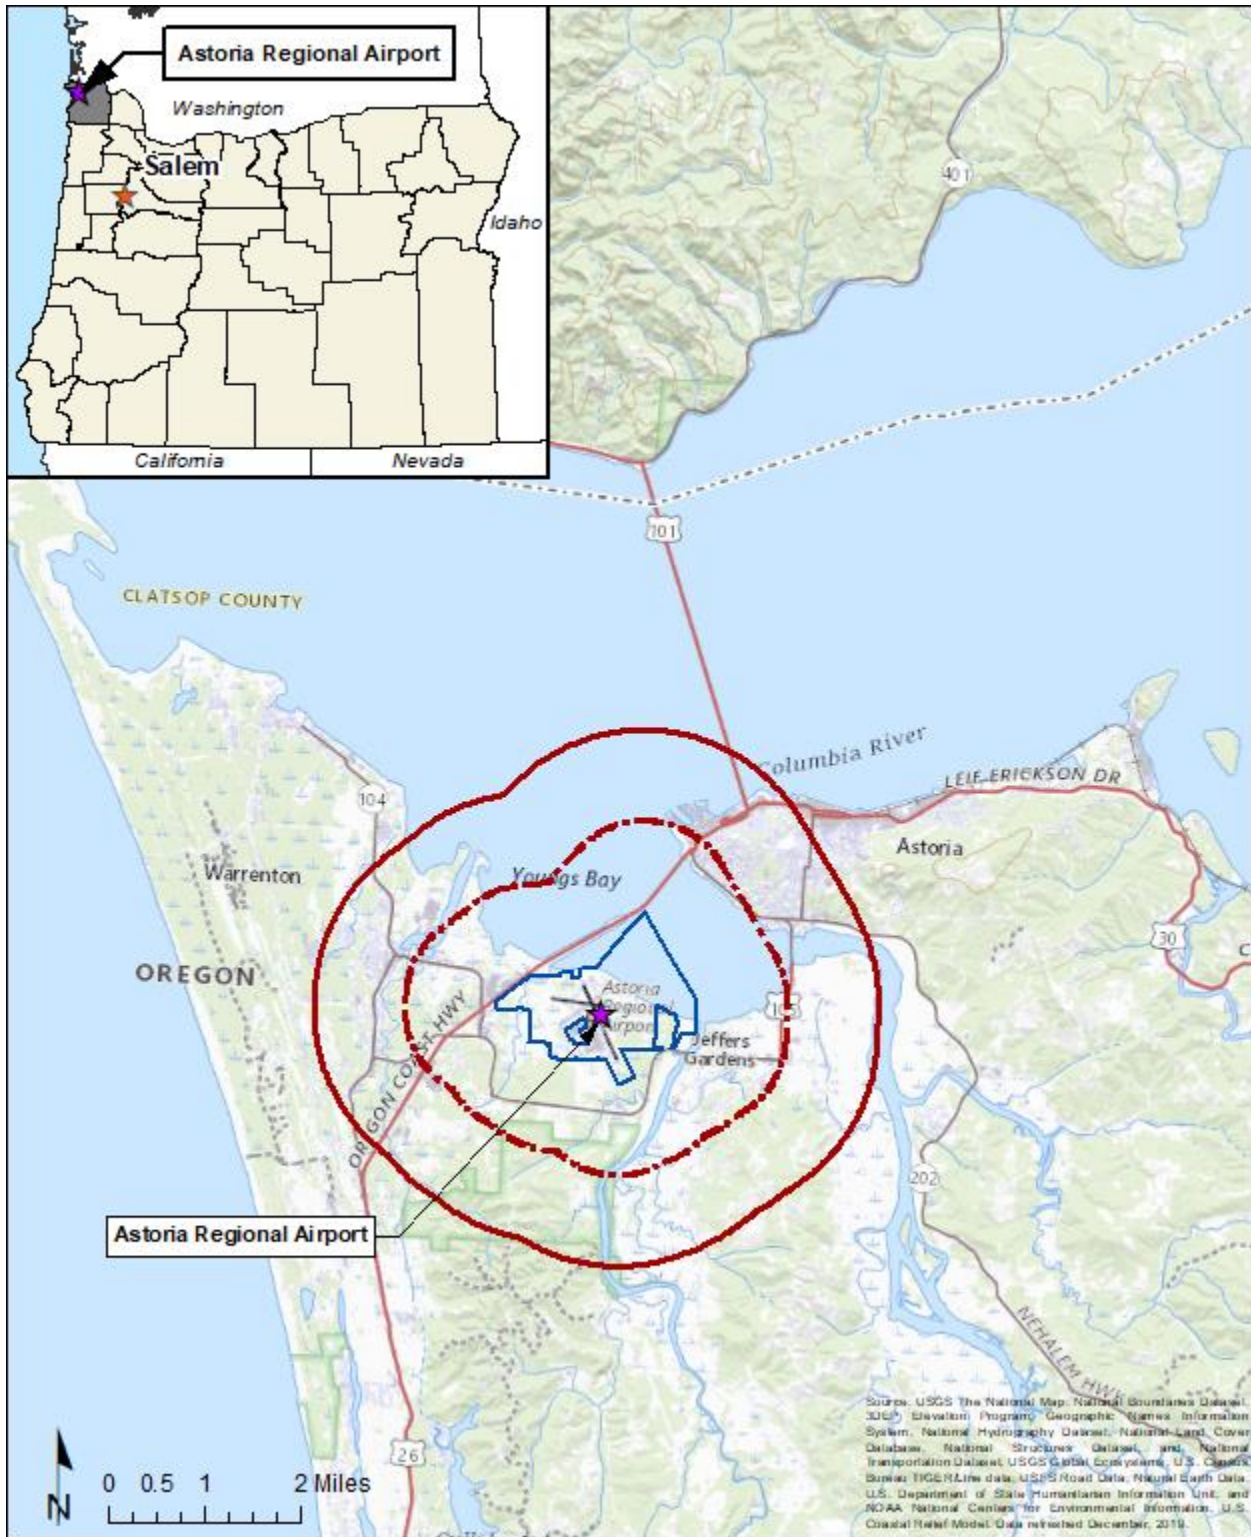 Astoria Regional Airport
Washington
Salem
Idaho
California
Nevada
401
101
CLATSOP COUNTY
Columbia River
LEIF ERICKSON DR
104
Astoria
Warrenton
Youngs Bay
30
OREGON
Astoria
Regional
Airport
Jeffers
Gardens
OREGON COAST HWY
202
Astoria Regional Airport
NEHALEM HWY
26
0 0.5 1 2 Miles
N
Source: USGS The National Map: National Boundaries Dataset,
3DEP Elevation Program, Geographic Names Information
System, National Hydrography Dataset, National Land Cover
Database, National Structures Dataset, and National
Transportation Dataset; USGS Global Ecosystems; U.S. Census
Bureau TIGER/Line data; USFS Road Data; Natural Earth Data;
U.S. Department of State Humanitarian Information Unit; and
NOAA National Centers for Environmental Information, U.S.
Coastal Relief Model. Data refreshed December, 2019.